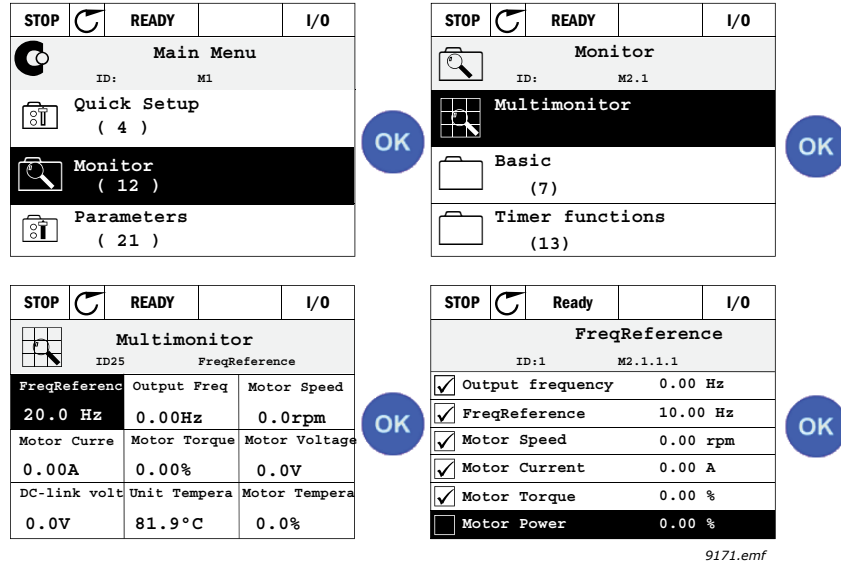 STOP READY I/O
Main Menu
ID: M1
Quick Setup
( 4 )
Monitor
( 12 )
Parameters
( 21 )
OK
STOP READY I/O
Monitor
ID: M2.1
Multimonitor
Basic
(7)
Timer functions
(13)
OK
STOP READY I/O
Multimonitor
ID25 FreqReference
FreqReferenc Output Freq Motor Speed
20.0 Hz 0.00Hz 0.0rpm
Motor Curre Motor Torque Motor Voltage
0.00A 0.00% 0.0V
DC-link volt Unit Tempera Motor Tempera
0.0V 81.9°C 0.0%
OK
STOP Ready I/O
FreqReference
ID:1 M2.1.1.1
Output frequency 0.00 Hz
FreqReference 10.00 Hz
Motor Speed 0.00 rpm
Motor Current 0.00 A
Motor Torque 0.00 %
Motor Power 0.00 %
OK
9171.emf